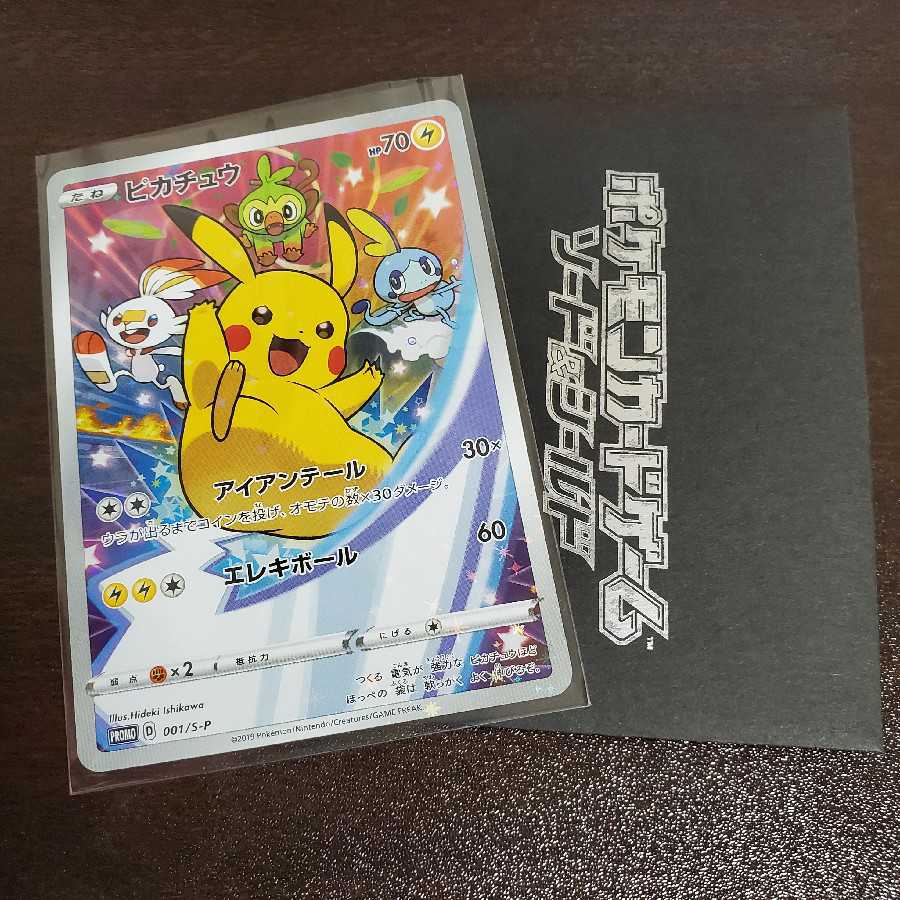 たね ピカチュウ HP70
アイアンテール 30×
ウラが出るまでコインを投げ、オモテの数×30ダメージ。
エレキボール 60
弱点 ×2 抵抗力 にげる
つくる 電気が 強力な ピカチュウほど
ほっぺの 袋は 軟っかく よく 伸びるぞ。
Illus.Hideki Ishikawa
PROMO D 001/S-P
©2019 Pokémon/Nintendo/Creatures/GAME FREAK.
ポケモンカードゲーム
ソード&シールド
TM